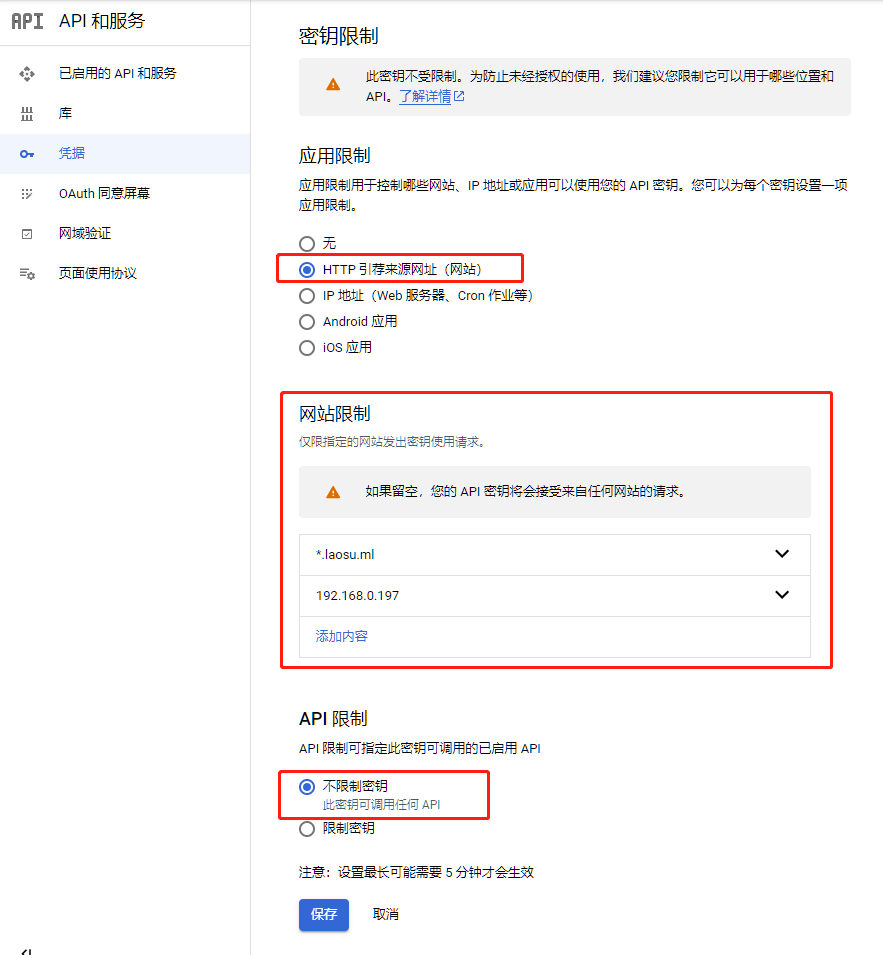 API API 和服务
已启用的 API 和服务
库
凭据
OAuth 同意屏幕
网域验证
页面使用协议
密钥限制
此密钥不受限制。为防止未经授权的使用，我们建议您限制它可以用于哪些位置和
API。了解详情
应用限制
应用限制用于控制哪些网站、IP 地址或应用可以使用您的 API 密钥。您可以为每个密钥设置一项
应用限制。
无
HTTP 引荐来源网址（网站）
IP 地址（Web 服务器、Cron 作业等）
Android 应用
iOS 应用
网站限制
仅限指定的网站发出密钥使用请求。
如果留空，您的 API 密钥将会接受来自任何网站的请求。
*.laosu.ml
192.168.0.197
添加内容
API 限制
API 限制可指定此密钥可调用的已启用 API
不限制密钥
此密钥可调用任何 API
限制密钥
注意：设置最长可能需要 5 分钟才会生效
保存 取消